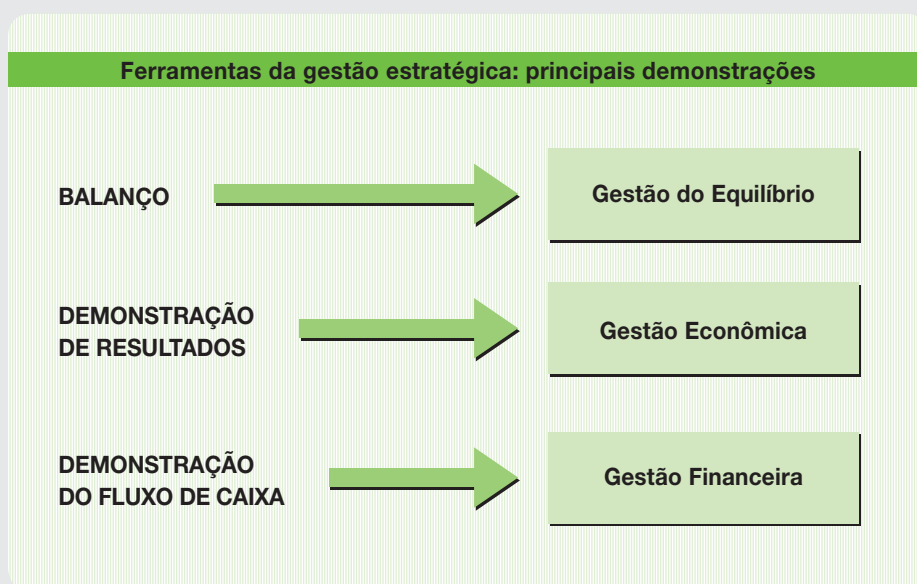 Ferramentas da gestão estratégica: principais demonstrações
BALANÇO
Gestão do Equilíbrio
DEMONSTRAÇÃO
DE RESULTADOS
Gestão Econômica
DEMONSTRAÇÃO
DO FLUXO DE CAIXA
Gestão Financeira